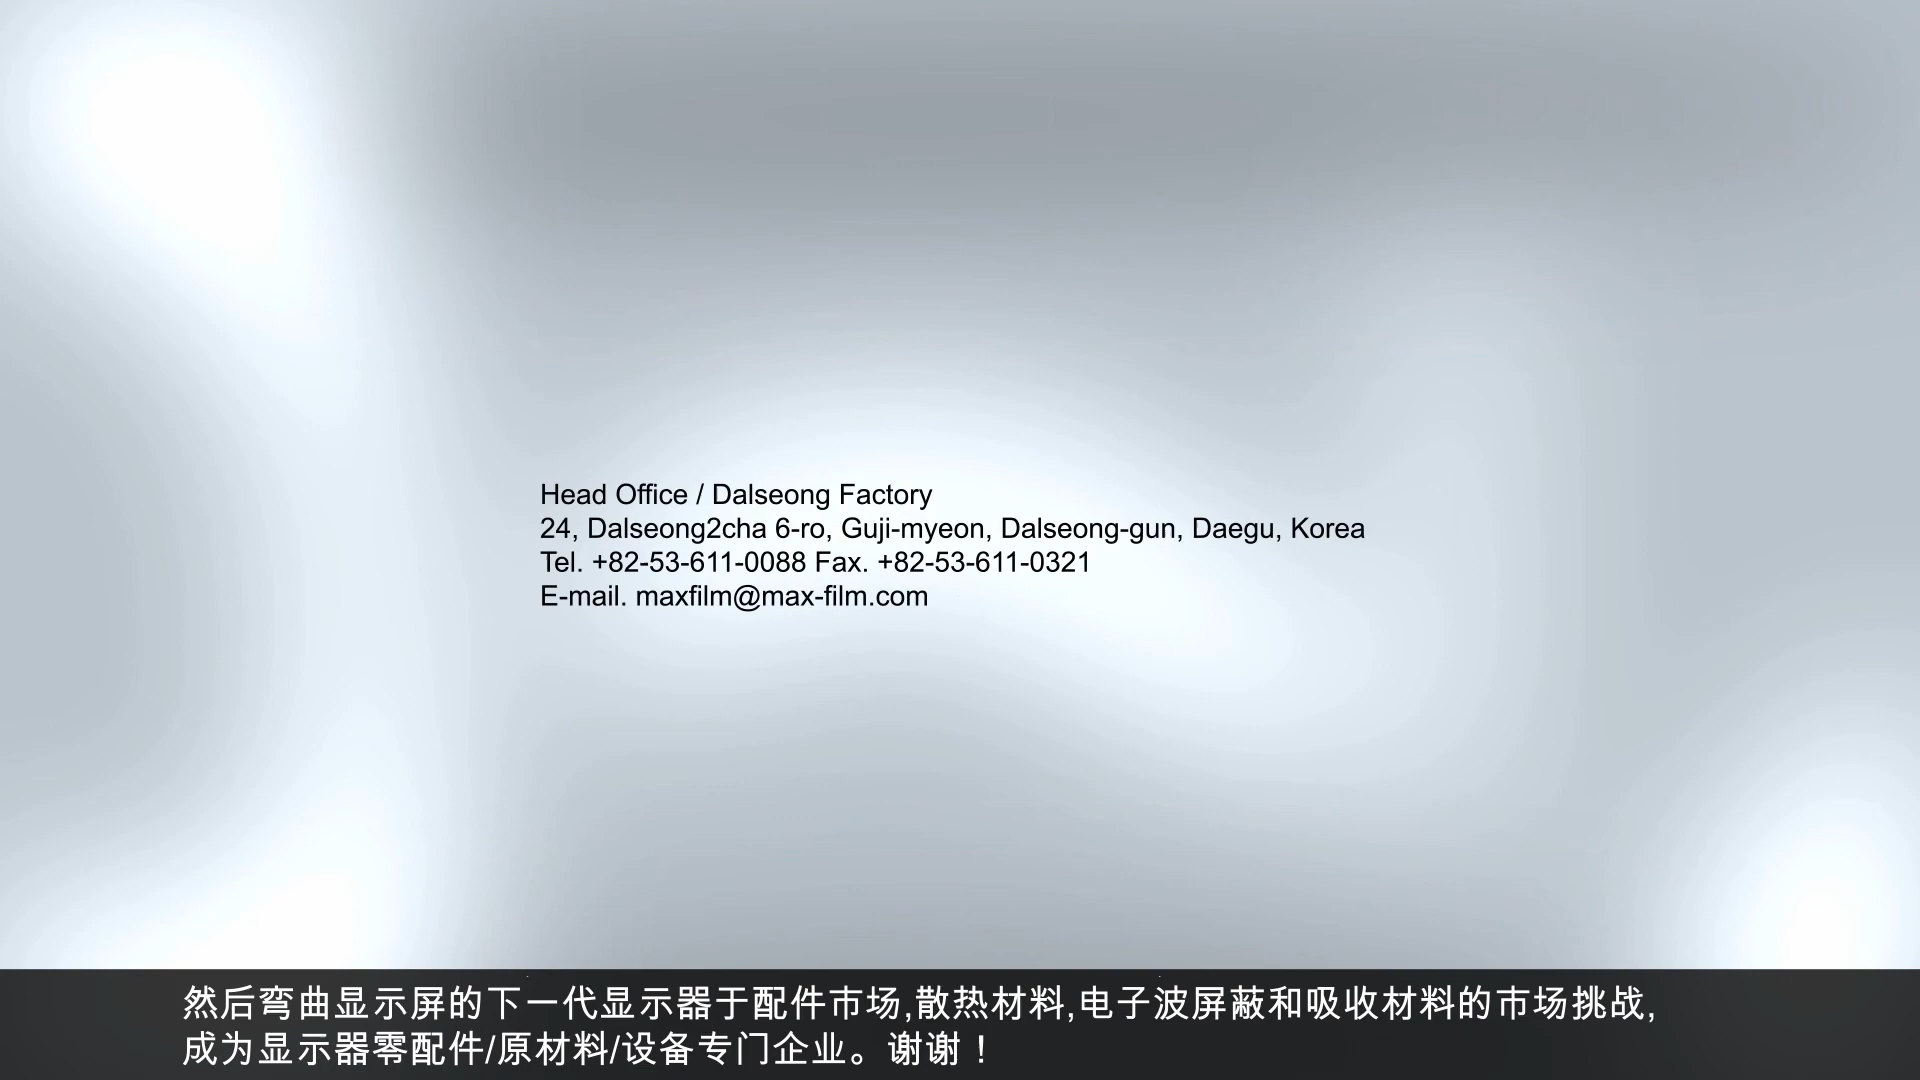 Head Office / Dalseong Factory
24, Dalseong2cha 6-ro, Guji-myeon, Dalseong-gun, Daegu, Korea
Tel. +82-53-611-0088 Fax. +82-53-611-0321
E-mail. maxfilm@max-film.com
然后弯曲显示屏的下一代显示器于配件市场,散热材料,电子波屏蔽和吸收材料的市场挑战,
成为显示器零配件/原材料/设备专门企业。谢谢！